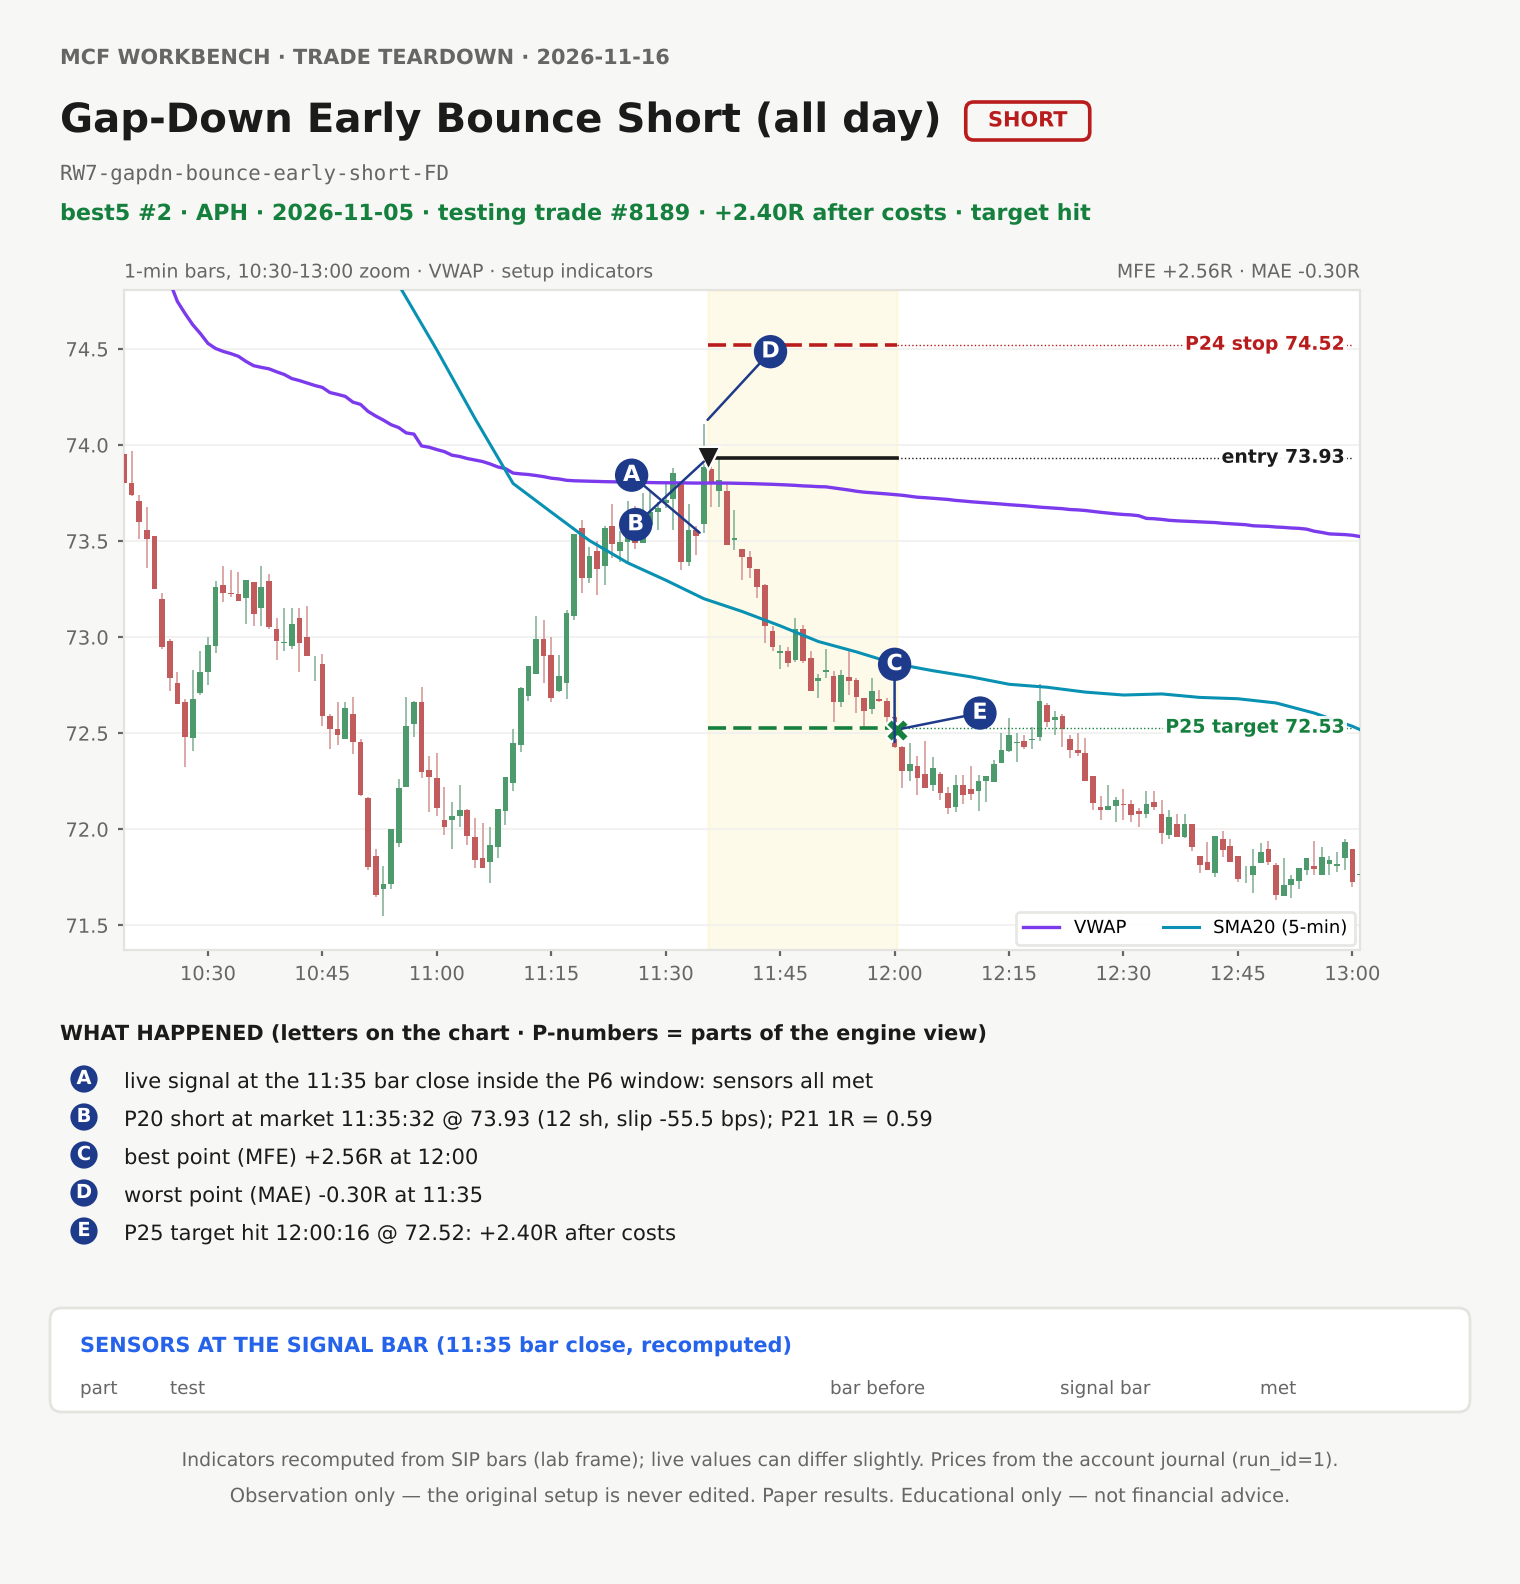 MCF WORKBENCH · TRADE TEARDOWN · 2026-11-16
Gap-Down Early Bounce Short (all day) SHORT
RW7-gapdn-bounce-early-short-FD
best5 #2 · APH · 2026-11-05 · testing trade #8189 · +2.40R after costs · target hit
1-min bars, 10:30-13:00 zoom · VWAP · setup indicators MFE +2.56R · MAE -0.30R
74.5
74.0
73.5
73.0
72.5
72.0
71.5
P24 stop 74.52
entry 73.93
P25 target 72.53
D
A
B
C
E
VWAP SMA20 (5-min)
10:30 10:45 11:00 11:15 11:30 11:45 12:00 12:15 12:30 12:45 13:00
WHAT HAPPENED (letters on the chart · P-numbers = parts of the engine view)
A live signal at the 11:35 bar close inside the P6 window: sensors all met
B P20 short at market 11:35:32 @ 73.93 (12 sh, slip -55.5 bps); P21 1R = 0.59
C best point (MFE) +2.56R at 12:00
D worst point (MAE) -0.30R at 11:35
E P25 target hit 12:00:16 @ 72.52: +2.40R after costs
SENSORS AT THE SIGNAL BAR (11:35 bar close, recomputed)
part test bar before signal bar met
Indicators recomputed from SIP bars (lab frame); live values can differ slightly. Prices from the account journal (run_id=1).
Observation only — the original setup is never edited. Paper results. Educational only — not financial advice.